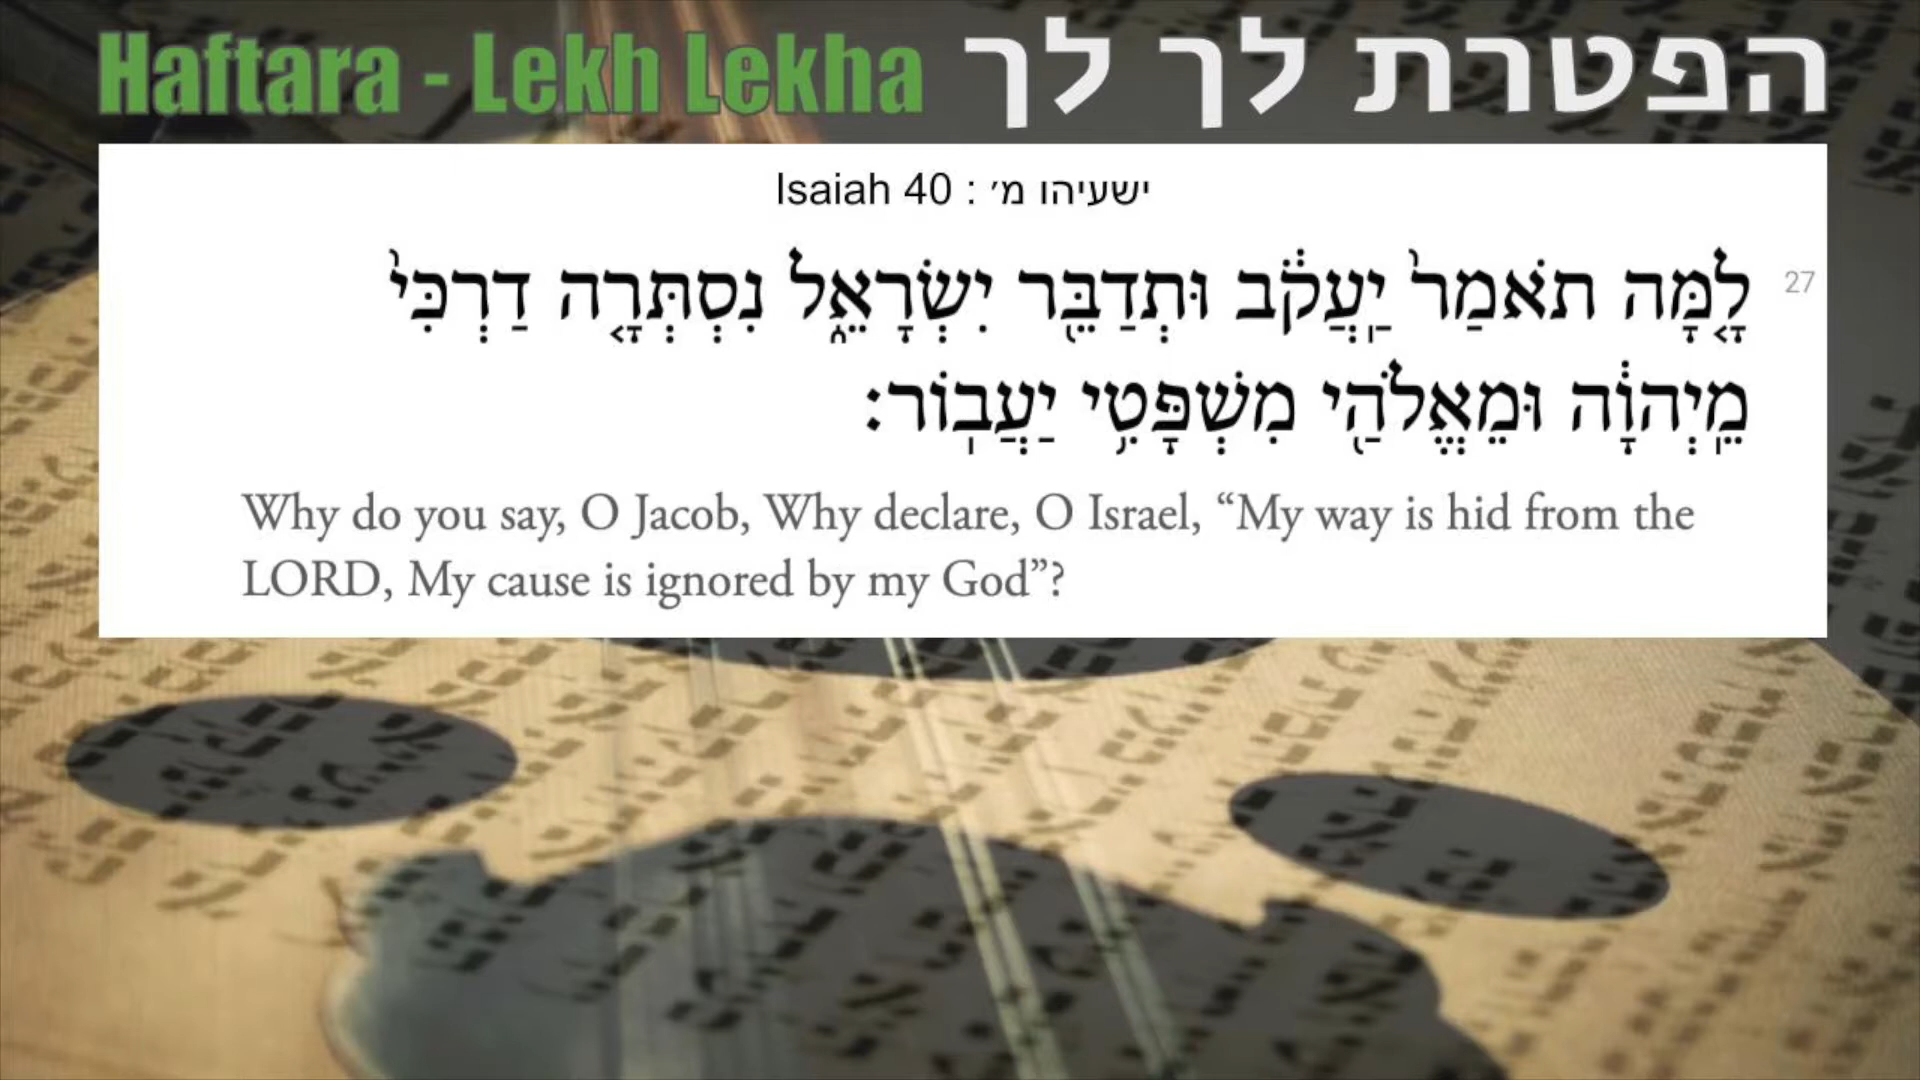 Haftara - Lekh Lekha הפטרת לך לך
Isaiah 40 : ישעיהו מ׳
27 לָ֤מָּה תֹאמַר֙ יַֽעֲקֹ֔ב וּתְדַבֵּ֖ר יִשְׂרָאֵ֑ל נִסְתְּרָ֤ה דַרְכִּי֙
מֵֽיְהוָ֔ה וּמֵאֱלֹהַ֖י מִשְׁפָּטִ֥י יַעֲבֽוֹר׃
Why do you say, O Jacob, Why declare, O Israel, “My way is hid from the
LORD, My cause is ignored by my God”?